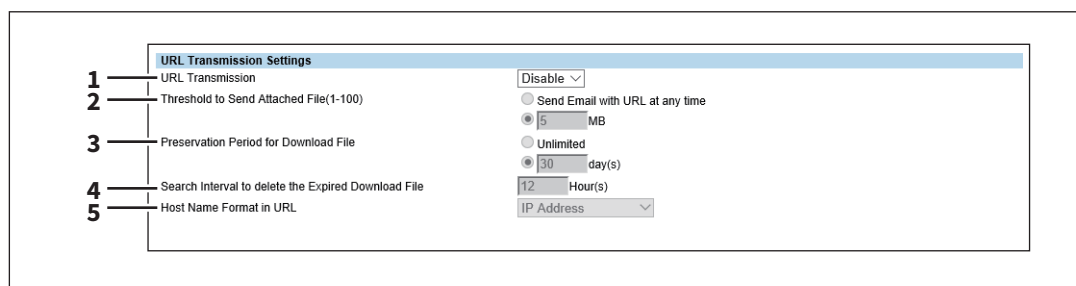 URL Transmission Settings
1 URL Transmission Disable
2 Threshold to Send Attached File(1-100) Send Email with URL at any time
5 MB
3 Preservation Period for Download File Unlimited
30 day(s)
4 Search Interval to delete the Expired Download File 12 Hour(s)
5 Host Name Format in URL IP Address